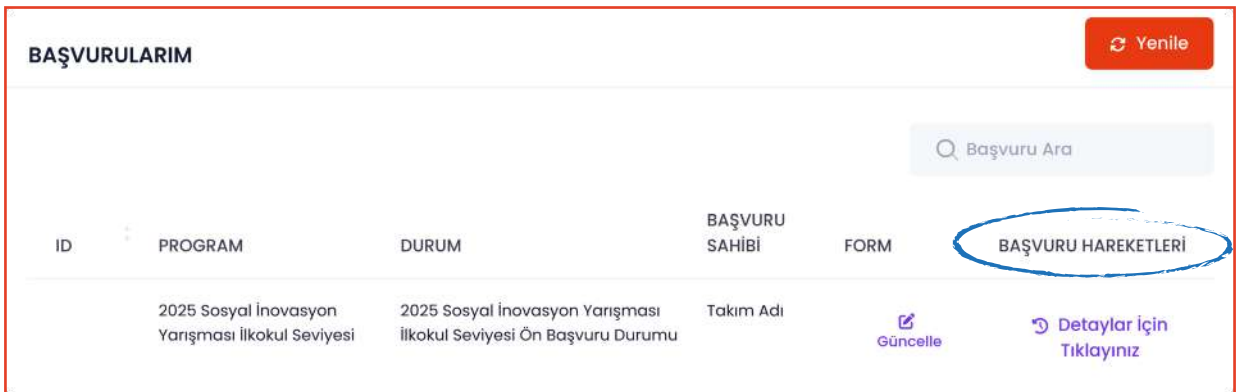 BAŞVURULARIM
Yenile
Başvuru Ara
ID
PROGRAM
DURUM
BAŞVURU
SAHİBİ
FORM
BAŞVURU HAREKETLERİ
2025 Sosyal İnovasyon
Yarışması İlkokul Seviyesi
2025 Sosyal İnovasyon Yarışması
İlkokul Seviyesi Ön Başvuru Durumu
Takım Adı
Güncelle
Detaylar İçin
Tıklayınız